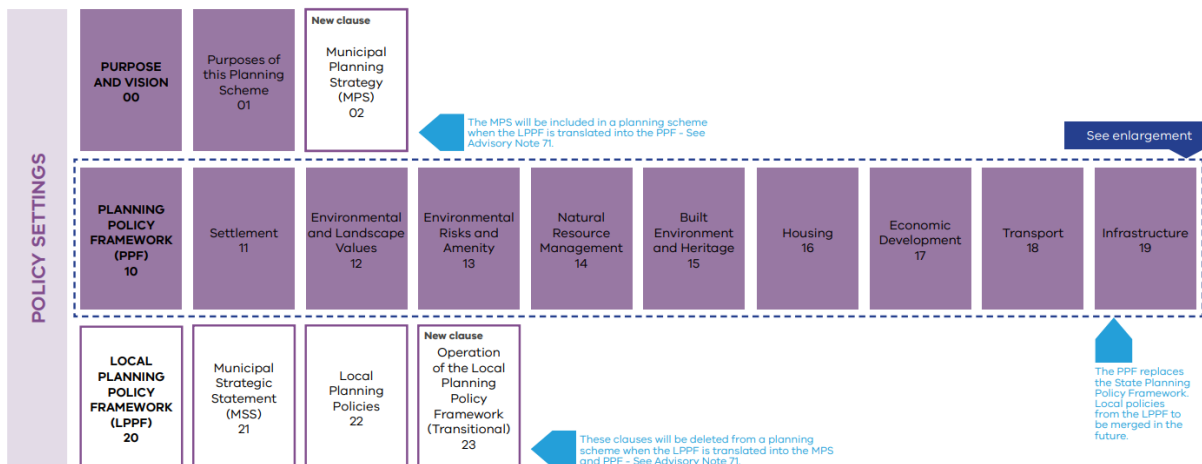 POLICY SETTINGS
PURPOSE
AND VISION
00
Purposes of
this Planning
Scheme
01
New clause
Municipal
Planning
Strategy
(MPS)
02
The MPS will be included in a planning scheme
when the LPPF is translated into the PPF - See
Advisory Note 71.
See enlargement
PLANNING
POLICY
FRAMEWORK
(PPF)
10
Settlement
11
Environmental
and Landscape
Values
12
Environmental
Risks and
Amenity
13
Natural
Resource
Management
14
Built
Environment
and Heritage
15
Housing
16
Economic
Development
17
Transport
18
Infrastructure
19
LOCAL
PLANNING
POLICY
FRAMEWORK
(LPPF)
20
Municipal
Strategic
Statement
(MSS)
21
Local
Planning
Policies
22
New clause
Operation
of the Local
Planning
Policy
Framework
(Transitional)
23
These clauses will be deleted from a planning
scheme when the LPPF is translated into the MPS
and PPF - See Advisory Note 71.
The PPF replaces
the State Planning
Policy Framework.
Local policies
from the LPPF to
be merged in the
future.